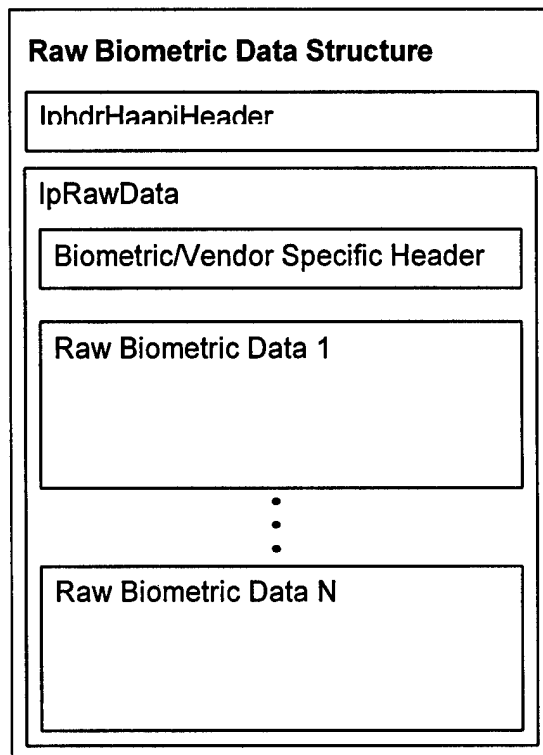 Raw Biometric Data Structure
lphdrHaapiHeader
lpRawData
Biometric/Vendor Specific Header
Raw Biometric Data 1
Raw Biometric Data N